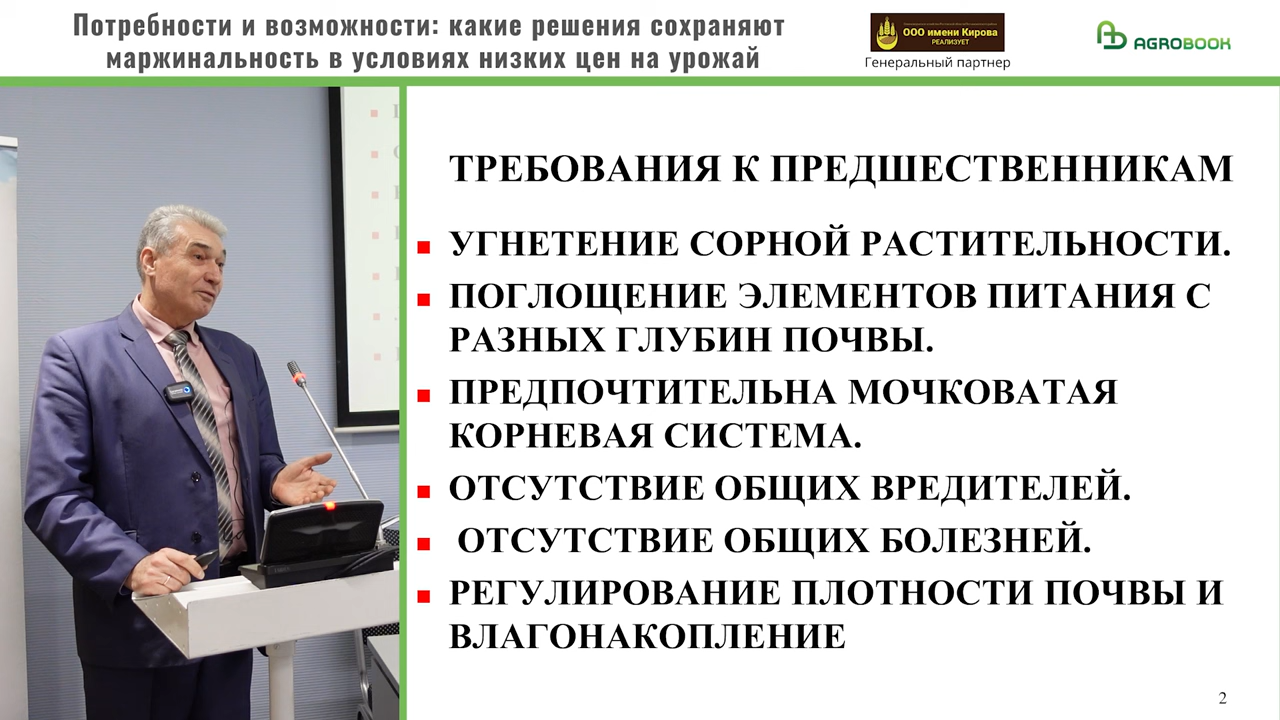 Потребности и возможности: какие решения сохраняют
маржинальность в условиях низких цен на урожай
ООО имени Кирова
РЕАЛИЗУЕТ
Генеральный партнер
AGROBOOK
ТРЕБОВАНИЯ К ПРЕДШЕСТВЕННИКАМ
УГНЕТЕНИЕ СОРНОЙ РАСТИТЕЛЬНОСТИ.
ПОГЛОЩЕНИЕ ЭЛЕМЕНТОВ ПИТАНИЯ С
РАЗНЫХ ГЛУБИН ПОЧВЫ.
ПРЕДПОЧТИТЕЛЬНА МОЧКОВАТАЯ
КОРНЕВАЯ СИСТЕМА.
ОТСУТСТВИЕ ОБЩИХ ВРЕДИТЕЛЕЙ.
ОТСУТСТВИЕ ОБЩИХ БОЛЕЗНЕЙ.
РЕГУЛИРОВАНИЕ ПЛОТНОСТИ ПОЧВЫ И
ВЛАГОНАКОПЛЕНИЕ
2